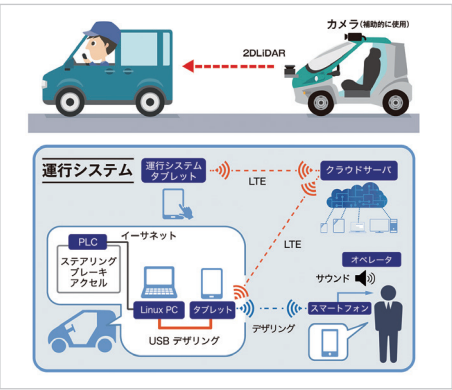 カメラ(補助的に使用)
2DLiDAR
運行システム
運行システム
タブレット
LTE
クラウドサーバ
LTE
PLC
イーサネット
ステアリング
ブレーキ
アクセル
オペレータ
サウンド
Linux PC
タブレット
デザリング
スマートフォン
USB デザリング